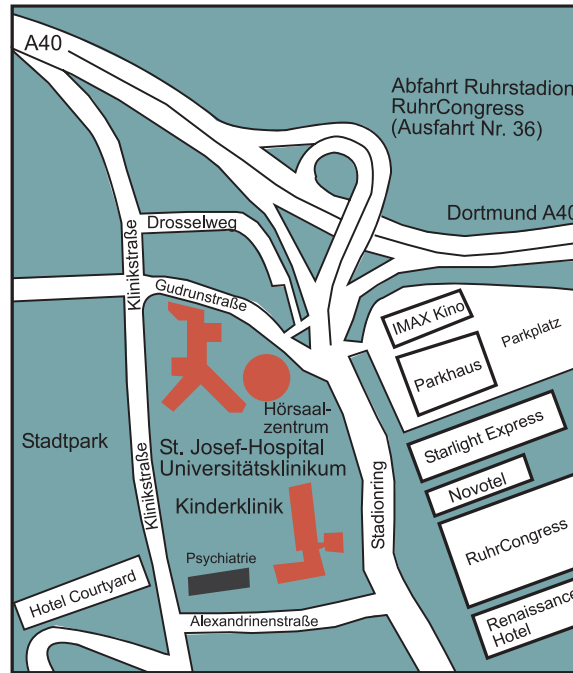 A40
Abfahrt Ruhrstadion
RuhrCongress
(Ausfahrt Nr. 36)
Dortmund A40
Drosselweg
Klinikstraße
Gudrunstraße
IMAX Kino
Parkplatz
Parkhaus
Hörsaal-
zentrum
Starlight Express
Stadtpark
St. Josef-Hospital
Universitätsklinikum
Klinikstraße
Novotel
Kinderklinik
Stadionring
RuhrCongress
Psychiatrie
Hotel Courtyard
Alexandrinenstraße
Renaissance
Hotel